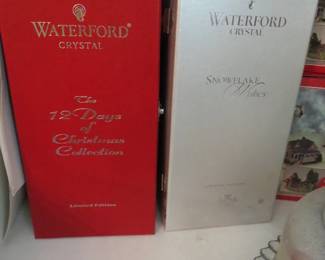 WATERFORD®
CRYSTAL
The
12 Days
of
Christmas
Collection
Limited Edition
WATERFORD
CRYSTAL
SNOWFLAKE
Wishes